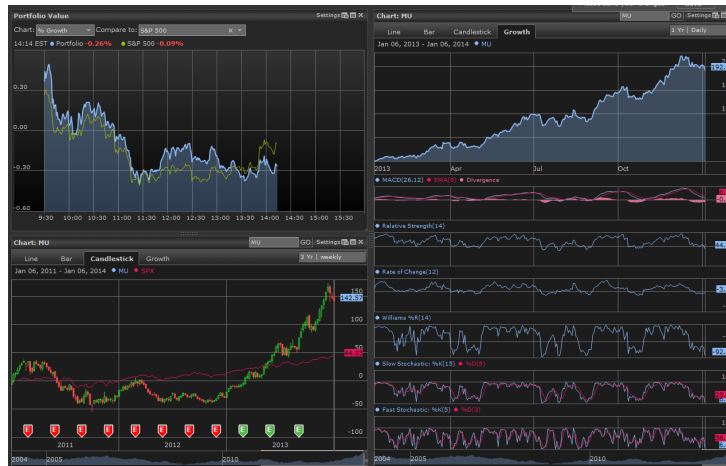 Portfolio Value
Settings
Chart: % Growth Compare to: S&P 500
14:14 EST Portfolio -0.26% S&P 500 -0.09%
0.30
0.00
-0.30
-0.60
9:30 10:00 10:30 11:00 11:30 12:00 12:30 13:00 13:30 14:00 14:30 15:00 15:30
Chart: MU
MU GO Settings
Line Bar Candlestick Growth
3 Yr | weekly
Jan 06, 2011 - Jan 06, 2014 MU SPX
150
142.57
100
50
44.03
0
-50
-100
E E E E E E E E E E E
2011 2012 2013
2004 2005 2010
Chart: MU
MU GO Settings
Line Bar Candlestick Growth
1 Yr | Daily
Jan 06, 2013 - Jan 06, 2014 MU
2013 Apr Jul Oct
MACD(26,12) EMA(9) Divergence
Relative Strength(14)
Rate of Change(12)
Williams %R(14)
Slow Stochastic: %K(15) %D(5)
Fast Stochastic: %K(5) %D(3)
2004 2005 2010